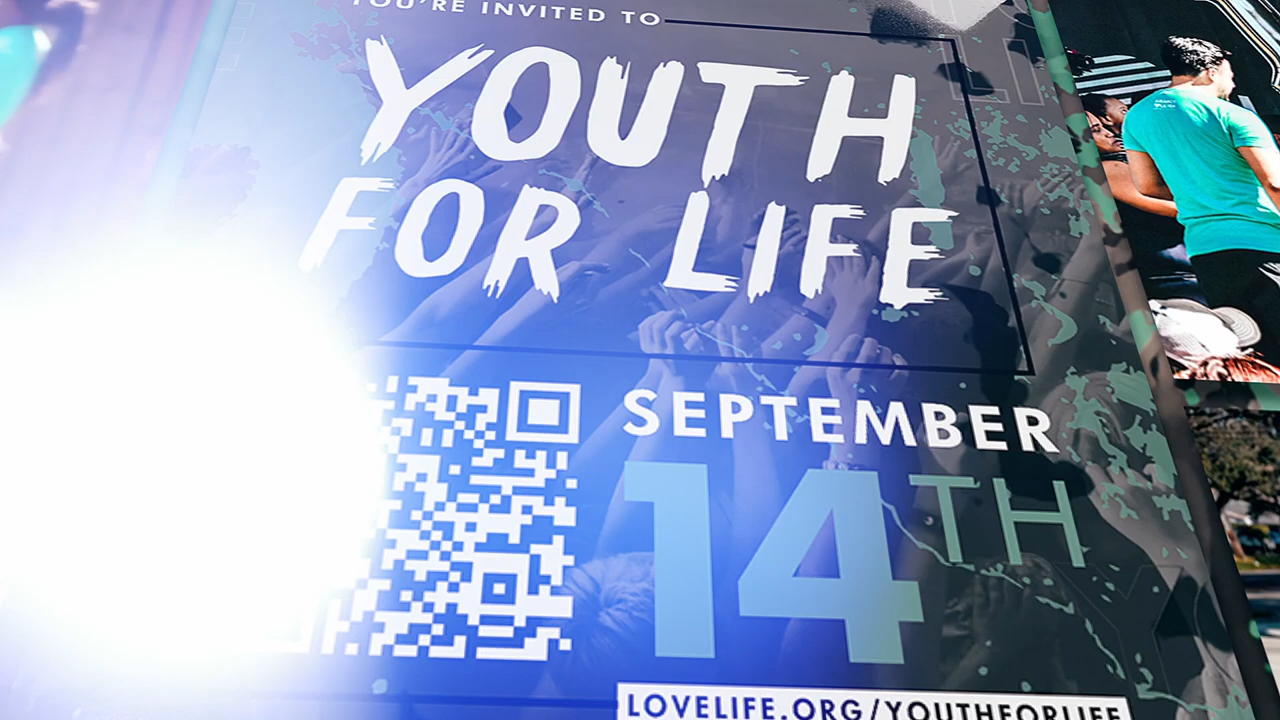 YOU'RE INVITED TO
YOUTH
FOR LIFE
SEPTEMBER
14TH
LOVELIFE.ORG/YOUTHFORLIFE